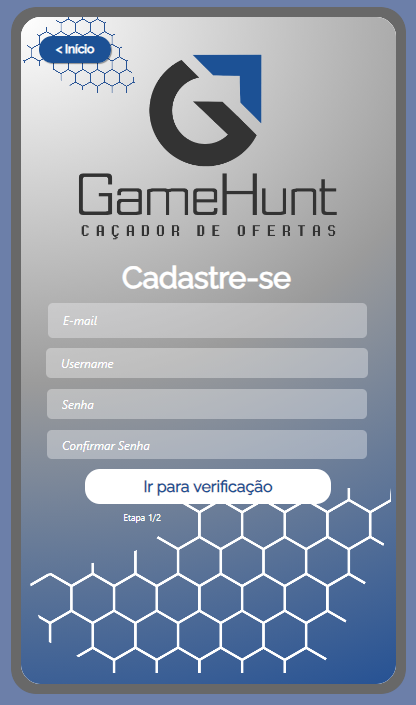 < Início
GameHunt
CAÇADOR DE OFERTAS
Cadastre-se
E-mail
Username
Senha
Confirmar Senha
Ir para verificação
Etapa 1/2